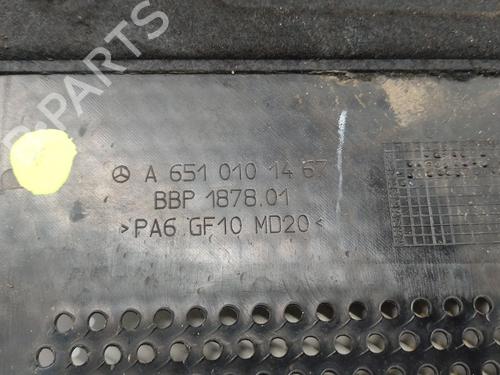 A 651 010 14 67
BBP 1878.01
>PA6 GF10 MD20<
B-PARTS